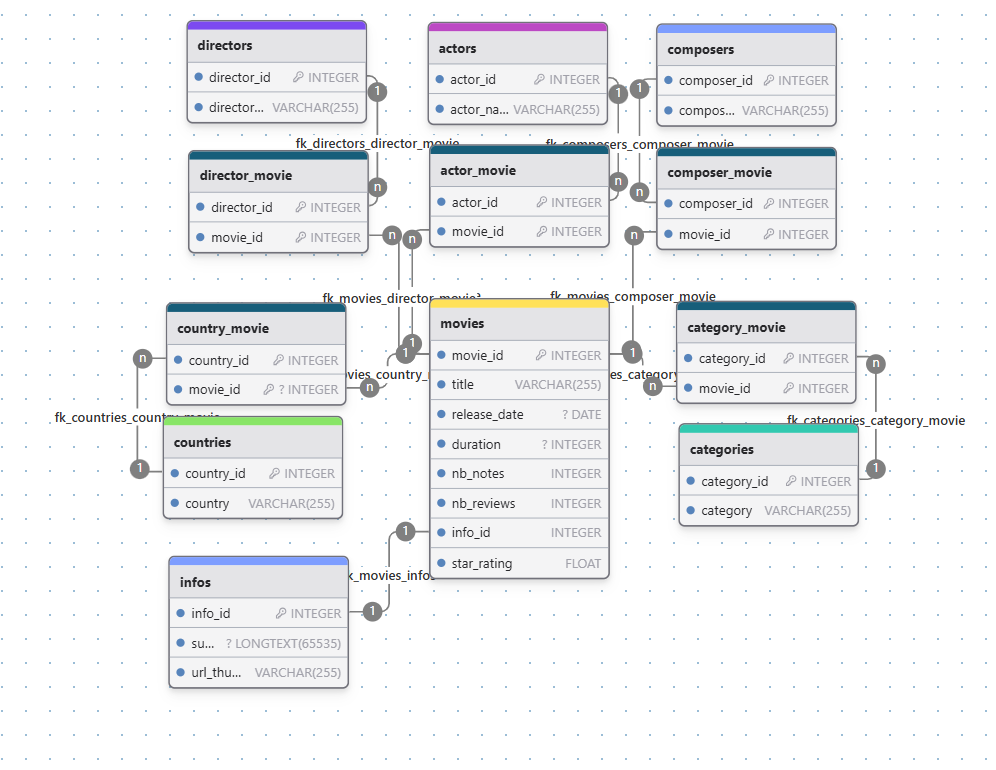 directors
director_id INTEGER
director... VARCHAR(255)
actors
actor_id INTEGER
actor_na... VARCHAR(255)
composers
composer_id INTEGER
compos... VARCHAR(255)
1
1
1
fk_directors_director_movie
fk_composers_composer_movie
director_movie
director_id INTEGER
movie_id INTEGER
actor_movie
actor_id INTEGER
movie_id INTEGER
composer_movie
composer_id INTEGER
movie_id INTEGER
n
n
n
n
n
n
fk_movies_director_movie
fk_movies_composer_movie
country_movie
country_id INTEGER
movie_id ? INTEGER
movies
movie_id INTEGER
title VARCHAR(255)
release_date ? DATE
duration ? INTEGER
nb_notes INTEGER
nb_reviews INTEGER
info_id INTEGER
star_rating FLOAT
category_movie
category_id INTEGER
movie_id INTEGER
1
1
1
n
n
n
n
ovies_country_
es_category
fk_countries_country_movie
fk_categories_category_movie
countries
country_id INTEGER
country VARCHAR(255)
categories
category_id INTEGER
category VARCHAR(255)
1
1
1
k_movies_infos
infos
info_id INTEGER
su... ? LONGTEXT(65535)
url_thu... VARCHAR(255)
1